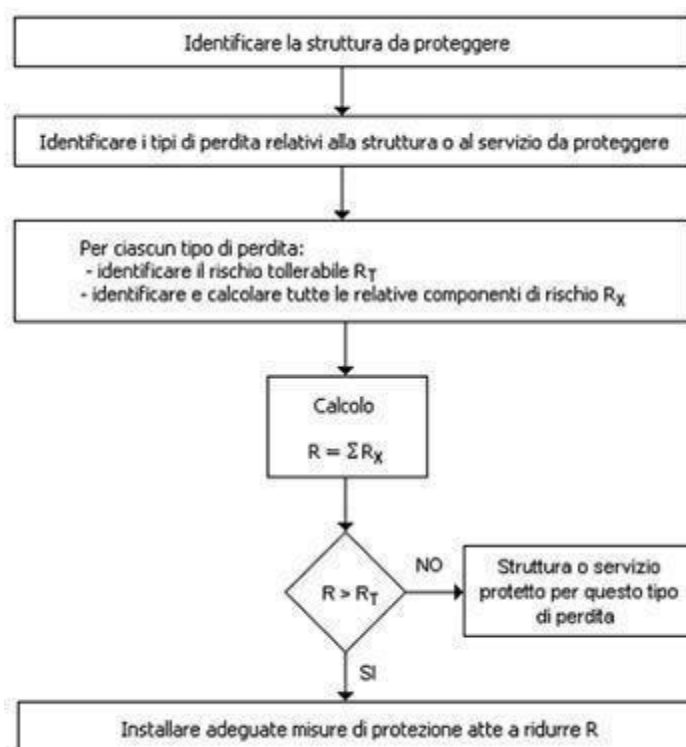 Identificare la struttura da proteggere
Identificare i tipi di perdita relativi alla struttura o al servizio da proteggere
Per ciascun tipo di perdita:
- identificare il rischio tollerabile RT
- identificare e calcolare tutte le relative componenti di rischio RX
Calcolo
R = ΣRX
R > RT
NO
Struttura o servizio
protetto per questo tipo
di perdita
SI
Installare adeguate misure di protezione atte a ridurre R